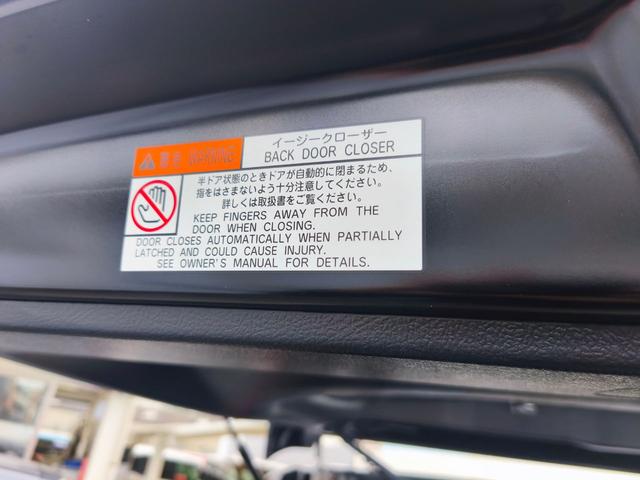 警告 WARNING
イージークローザー
BACK DOOR CLOSER
半ドア状態のときドアが自動的に閉まるため、
指をはさまないよう十分注意してください。
詳しくは取扱書をご覧ください。
KEEP FINGERS AWAY FROM THE
DOOR WHEN CLOSING.
DOOR CLOSES AUTOMATICALLY WHEN PARTIALLY
LATCHED AND COULD CAUSE INJURY.
SEE OWNER'S MANUAL FOR DETAILS.